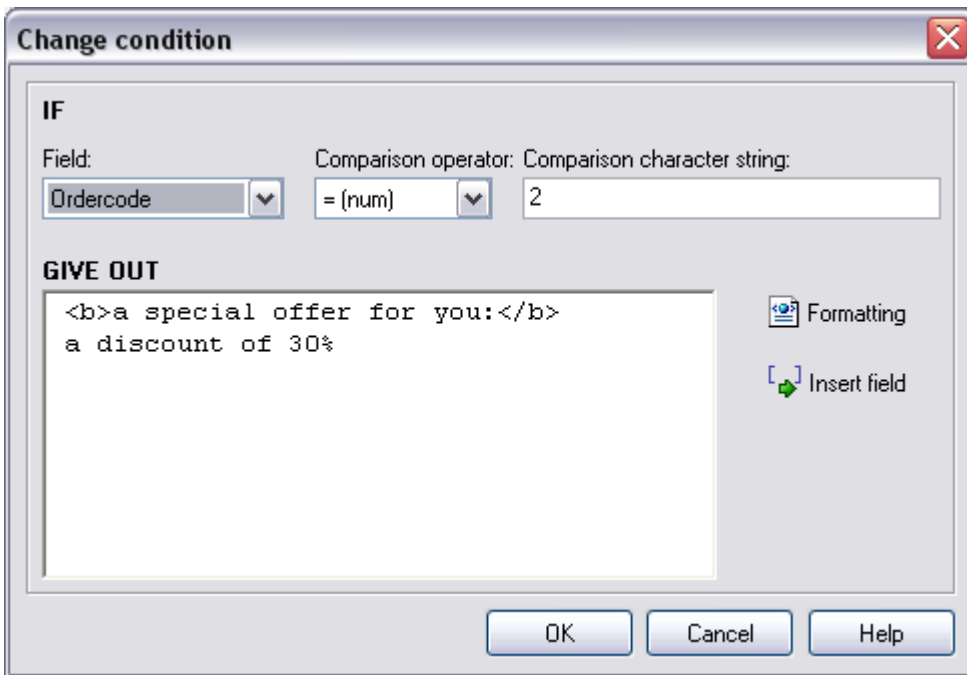 Change condition
IF
Field: Comparison operator: Comparison character string:
Ordercode = (num) 2
GIVE OUT
<b>a special offer for you:</b>
a discount of 30%
Formatting
Insert field
OK Cancel Help